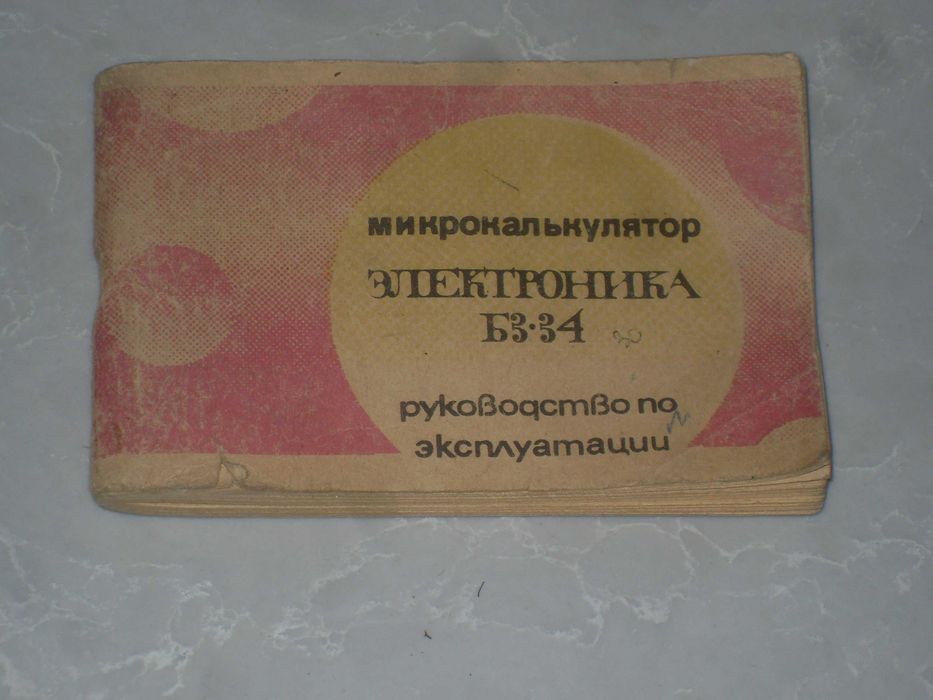 микрокалькулятор
ЭЛЕКТРОНИКА
Б3·34
руководство по
эксплуатации